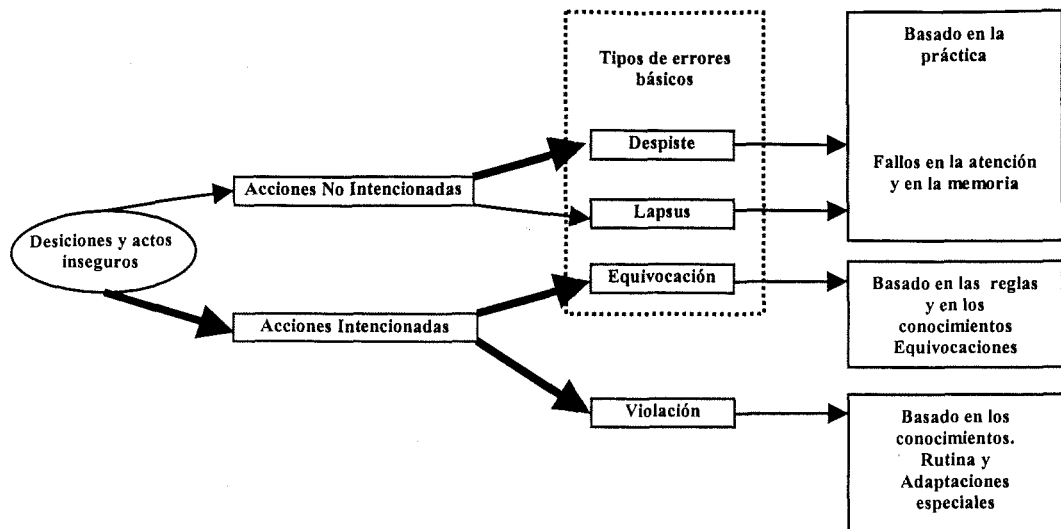 Tipos de errores
básicos
Basado en la
práctica
Despiste
Fallos en la atención
y en la memoria
Acciones No Intencionadas
Lapsus
Desiciones y actos
inseguros
Equivocación
Basado en las reglas
y en los
conocimientos
Equivocaciones
Acciones Intencionadas
Violación
Basado en los
conocimientos.
Rutina y
Adaptaciones
especiales